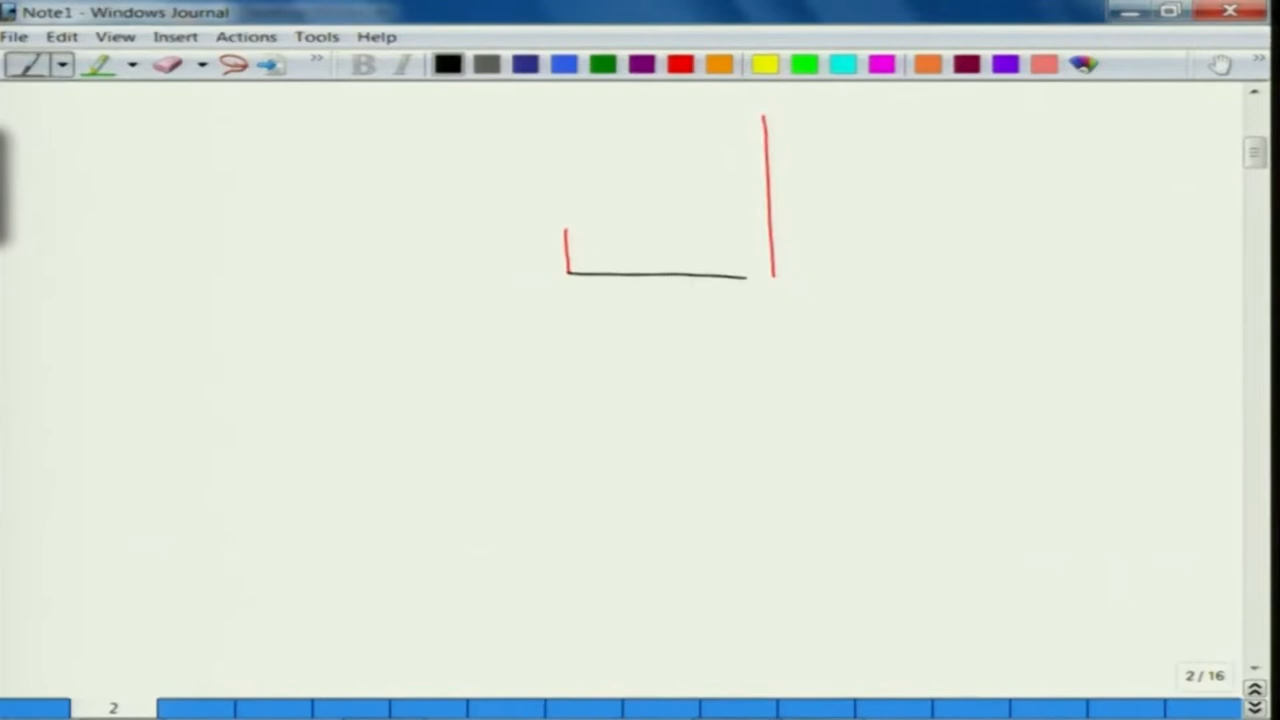 Note1 - Windows Journal
File Edit View Insert Actions Tools Help
B I
2 / 16
2